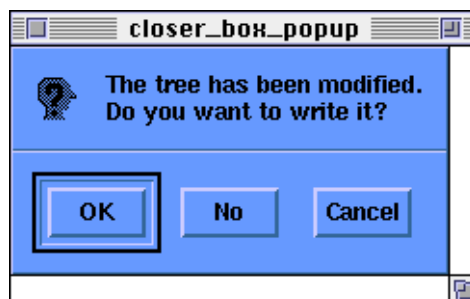 closer_box_popup
The tree has been modified.
Do you want to write it?
OK
No
Cancel